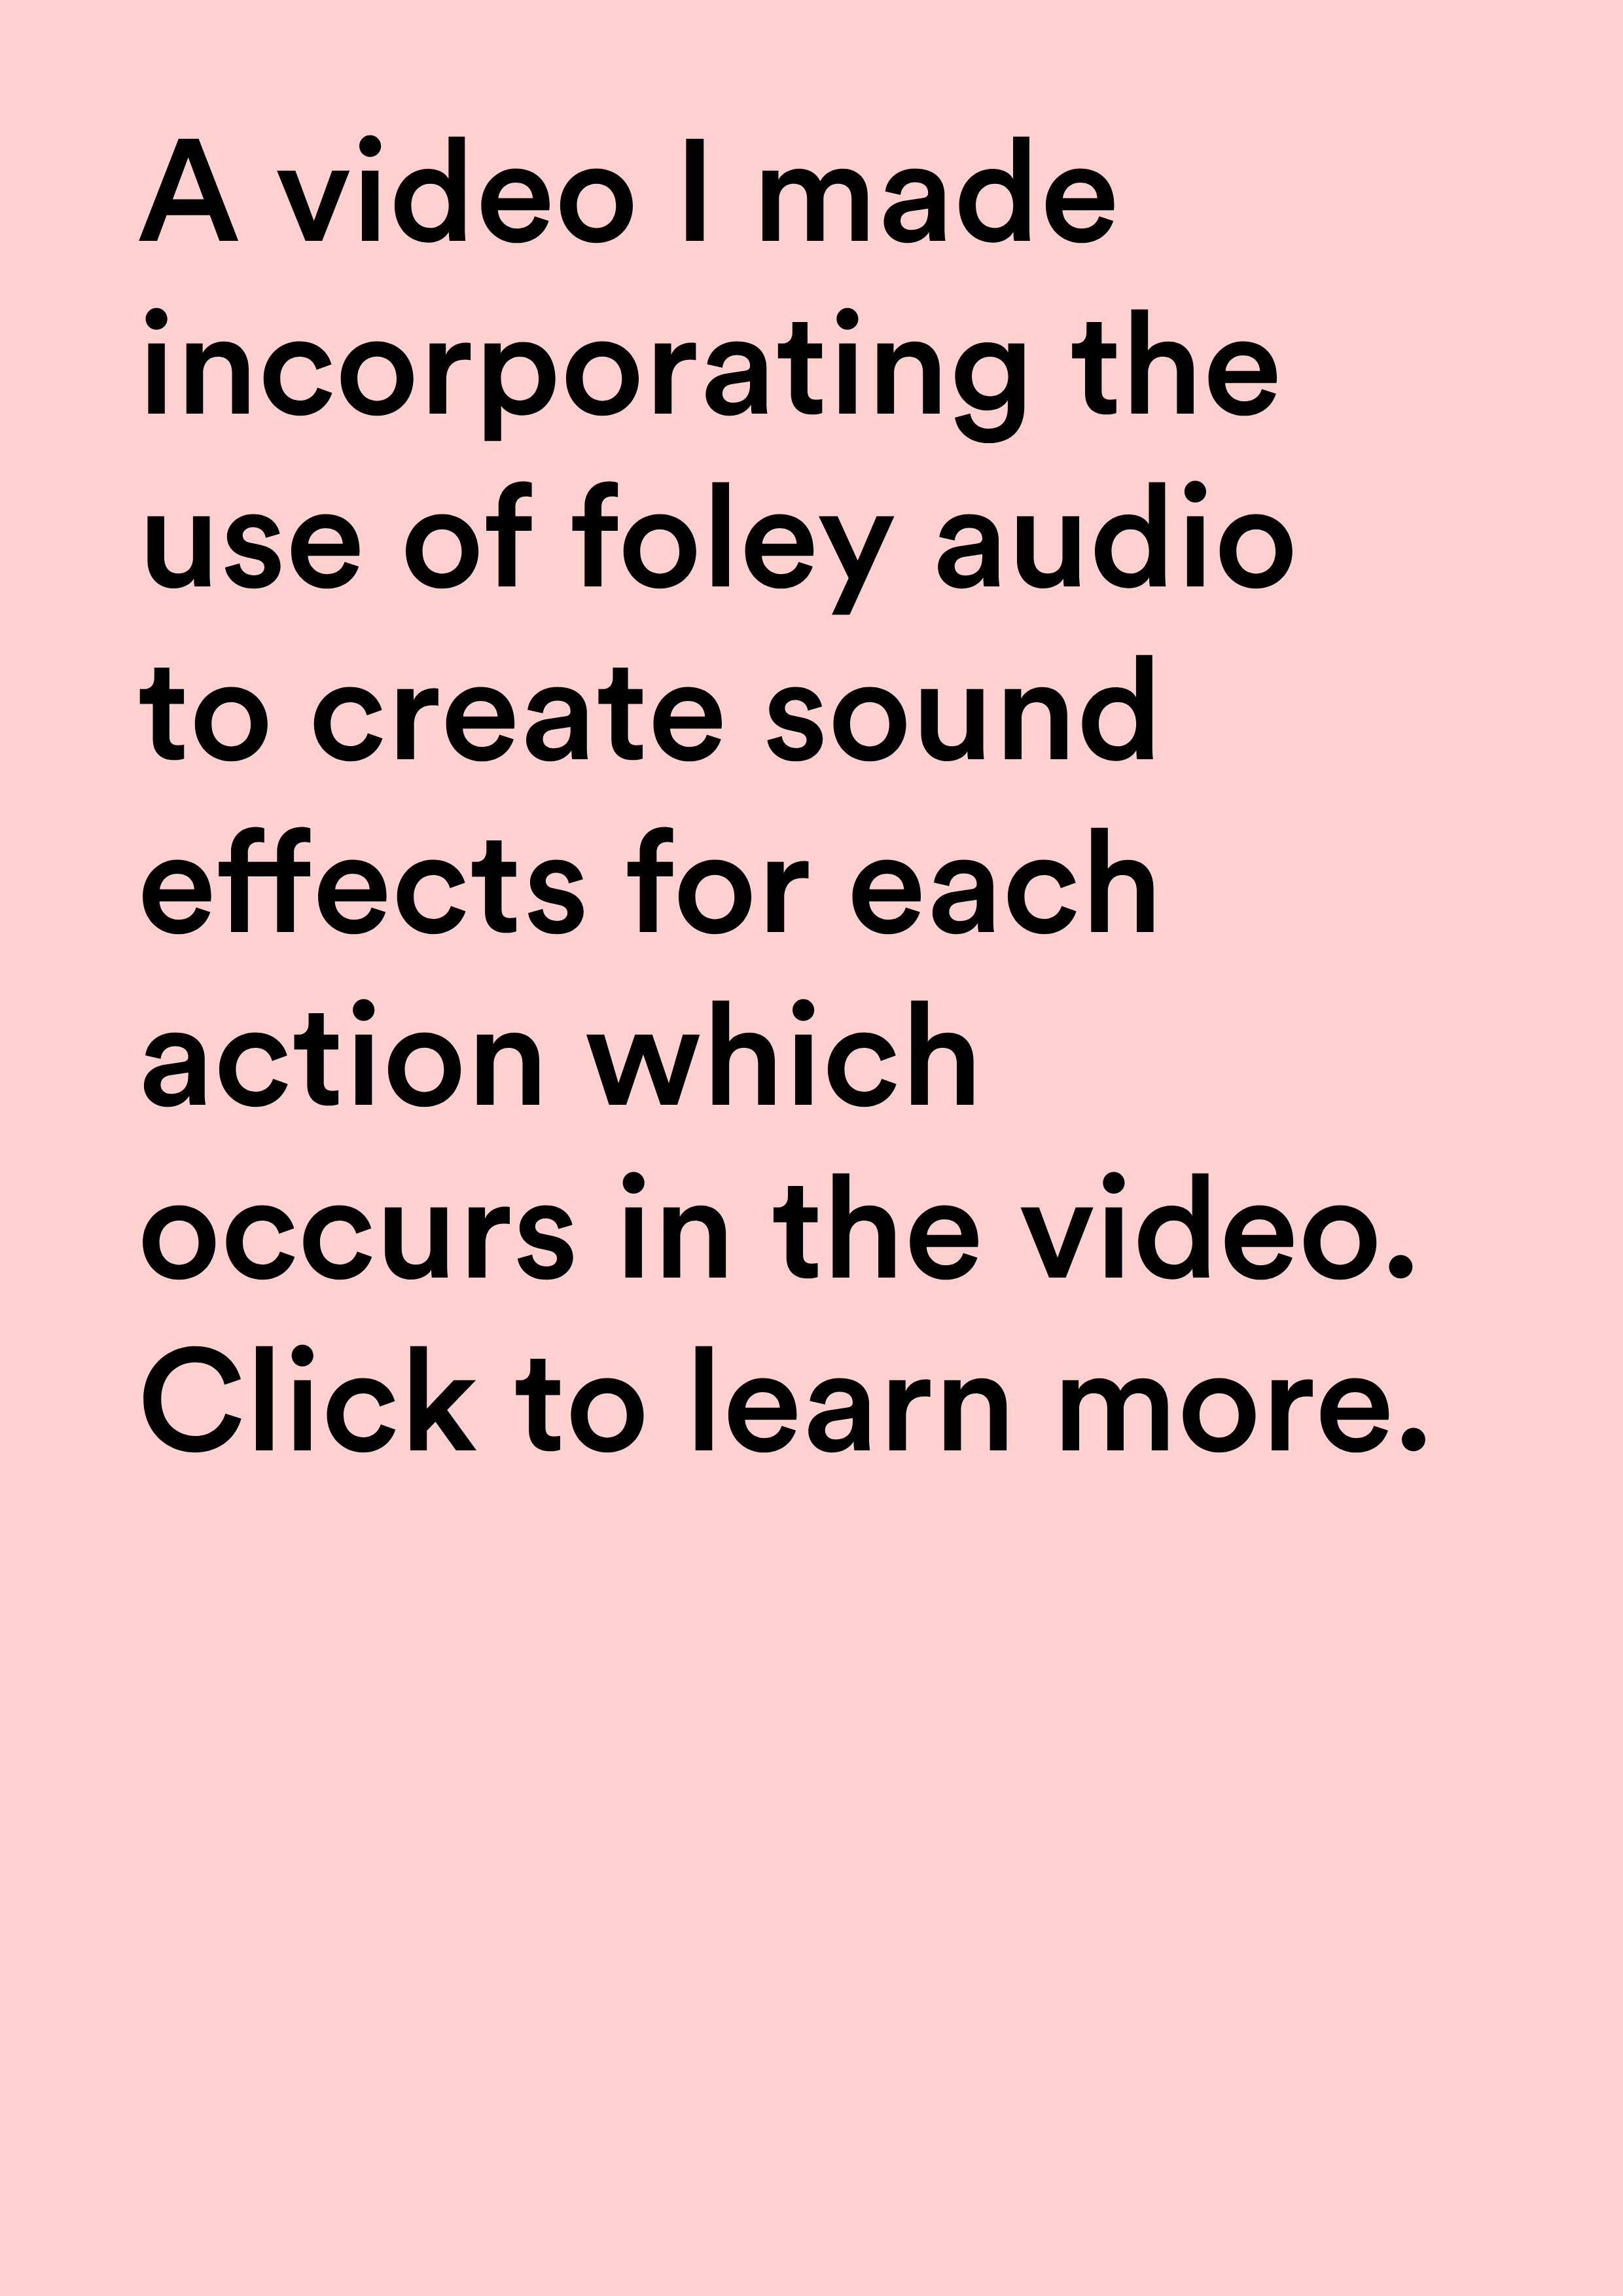 A video I made
incorporating the
use of foley audio
to create sound
effects for each
action which
occurs in the video.
Click to learn more.